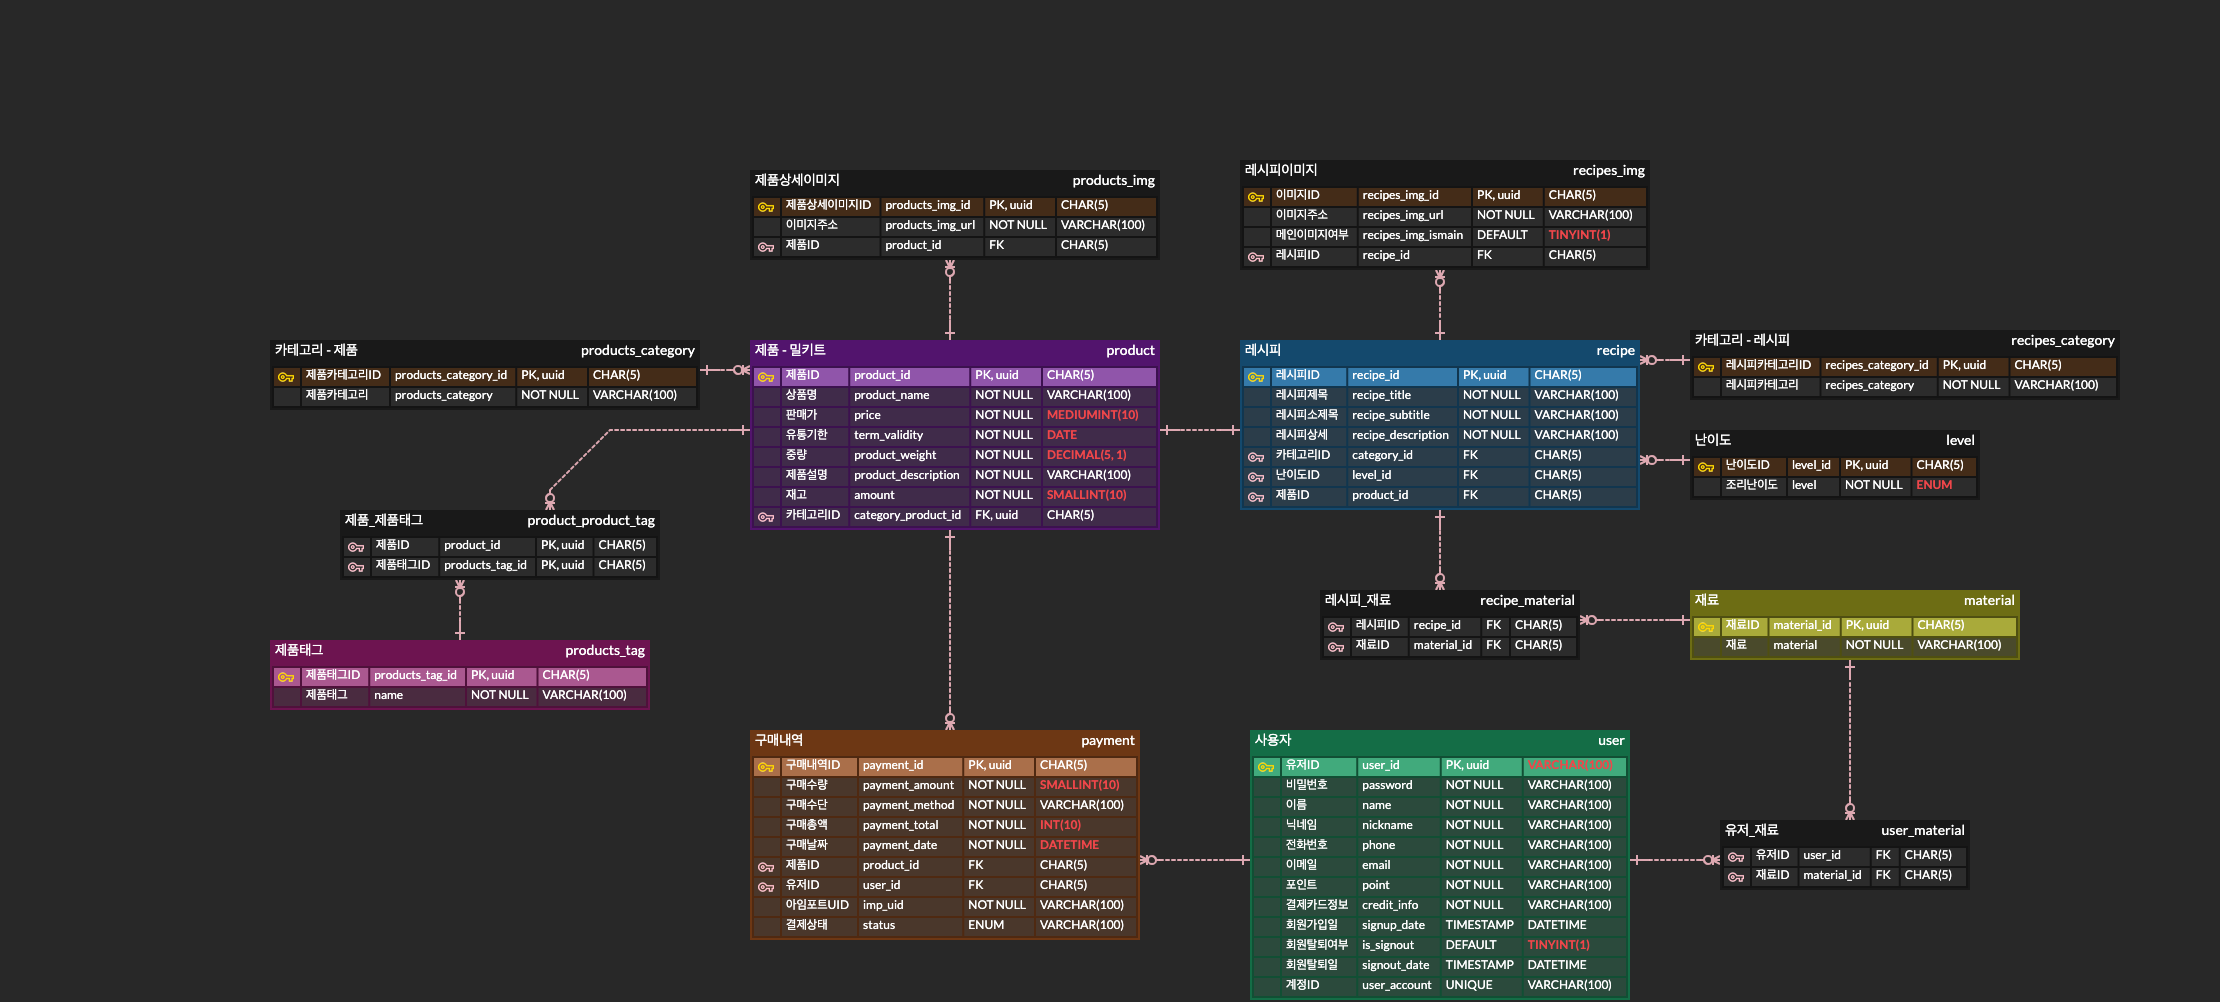 제품상세이미지 products_img
제품상세이미지ID products_img_id PK, uuid CHAR(5)
이미지주소 products_img_url NOT NULL VARCHAR(100)
제품ID product_id FK CHAR(5)
레시피이미지 recipes_img
이미지ID recipes_img_id PK, uuid CHAR(5)
이미지주소 recipes_img_url NOT NULL VARCHAR(100)
메인이미지여부 recipes_img_ismain DEFAULT TINYINT(1)
레시피ID recipe_id FK CHAR(5)
카테고리 - 제품 products_category
제품카테고리ID products_category_id PK, uuid CHAR(5)
제품카테고리 products_category NOT NULL VARCHAR(100)
제품 - 밀키트 product
제품ID product_id PK, uuid CHAR(5)
상품명 product_name NOT NULL VARCHAR(100)
판매가 price NOT NULL MEDIUMINT(10)
유통기한 term_validity NOT NULL DATE
중량 product_weight NOT NULL DECIMAL(5, 1)
제품설명 product_description NOT NULL VARCHAR(100)
재고 amount NOT NULL SMALLINT(10)
카테고리ID category_product_id FK, uuid CHAR(5)
레시피 recipe
레시피ID recipe_id PK, uuid CHAR(5)
레시피제목 recipe_title NOT NULL VARCHAR(100)
레시피소제목 recipe_subtitle NOT NULL VARCHAR(100)
레시피상세 recipe_description NOT NULL VARCHAR(100)
카테고리ID category_id FK CHAR(5)
난이도ID level_id FK CHAR(5)
제품ID product_id FK CHAR(5)
카테고리 - 레시피 recipes_category
레시피카테고리ID recipes_category_id PK, uuid CHAR(5)
레시피카테고리 recipes_category NOT NULL VARCHAR(100)
난이도 level
난이도ID level_id PK, uuid CHAR(5)
조리난이도 level NOT NULL ENUM
제품_제품태그 product_product_tag
제품ID product_id PK, uuid CHAR(5)
제품태그ID products_tag_id PK, uuid CHAR(5)
제품태그 products_tag
제품태그ID products_tag_id PK, uuid CHAR(5)
제품태그 name NOT NULL VARCHAR(100)
레시피_재료 recipe_material
레시피ID recipe_id FK CHAR(5)
재료ID material_id FK CHAR(5)
재료 material
재료ID material_id PK, uuid CHAR(5)
재료 material NOT NULL VARCHAR(100)
구매내역 payment
구매내역ID payment_id PK, uuid CHAR(5)
구매수량 payment_amount NOT NULL SMALLINT(10)
구매수단 payment_method NOT NULL VARCHAR(100)
구매총액 payment_total NOT NULL INT(10)
구매날짜 payment_date NOT NULL DATETIME
제품ID product_id FK CHAR(5)
유저ID user_id FK CHAR(5)
아임포트UID imp_uid NOT NULL VARCHAR(100)
결제상태 status ENUM VARCHAR(100)
사용자 user
유저ID user_id PK, uuid VARCHAR(100)
비밀번호 password NOT NULL VARCHAR(100)
이름 name NOT NULL VARCHAR(100)
닉네임 nickname NOT NULL VARCHAR(100)
전화번호 phone NOT NULL VARCHAR(100)
이메일 email NOT NULL VARCHAR(100)
포인트 point NOT NULL VARCHAR(100)
결제카드정보 credit_info NOT NULL VARCHAR(100)
회원가입일 signup_date TIMESTAMP DATETIME
회원탈퇴여부 is_signout DEFAULT TINYINT(1)
회원탈퇴일 signout_date TIMESTAMP DATETIME
계정ID user_account UNIQUE VARCHAR(100)
유저_재료 user_material
유저ID user_id FK CHAR(5)
재료ID material_id FK CHAR(5)